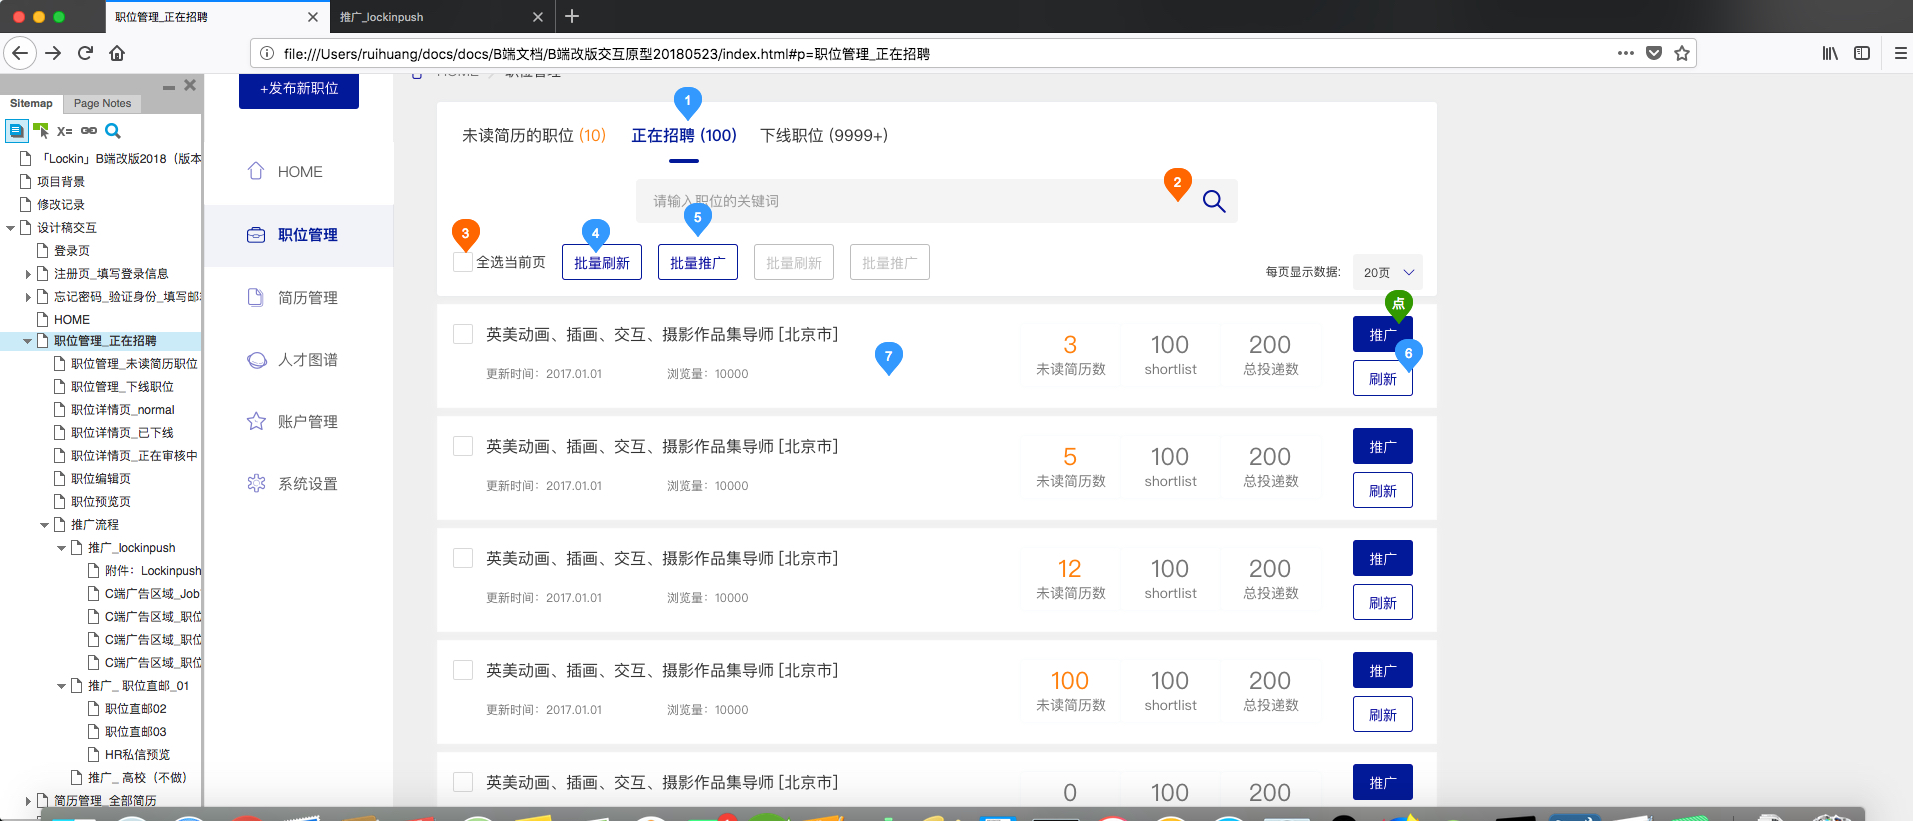 职位管理_正在招聘
推广_lockinpush
file:///Users/ruihuang/docs/docs/B端文档/B端改版交互原型20180523/index.html#p=职位管理_正在招聘
Sitemap
Page Notes
X=
「Lockin」B端改版2018（版本
项目背景
修改记录
设计稿交互
登录页
注册页_填写登录信息
忘记密码_验证身份_填写邮
HOME
职位管理_正在招聘
职位管理_未读简历职位
职位管理_下线职位
职位详情页_normal
职位详情页_已下线
职位详情页_正在审核中
职位编辑页
职位预览页
推广流程
推广_lockinpush
附件：Lockinpush
C端广告区域_Job
C端广告区域_职位
C端广告区域_职位
C端广告区域_职位
推广_ 职位直邮_01
职位直邮02
职位直邮03
HR私信预览
推广_ 高校（不做）
简历管理_全部简历
+发布新职位
HOME
职位管理
简历管理
人才图谱
账户管理
系统设置
HOME
职位管理
1
未读简历的职位 (10)
正在招聘 (100)
下线职位 (9999+)
请输入职位的关键词
2
3
4
5
全选当前页
批量刷新
批量推广
批量刷新
批量推广
每页显示数据:
20页
点
英美动画、插画、交互、摄影作品集导师 [北京市]
更新时间：2017.01.01
浏览量：10000
7
3
未读简历数
100
shortlist
200
总投递数
推广
6
刷新
英美动画、插画、交互、摄影作品集导师 [北京市]
更新时间：2017.01.01
浏览量：10000
5
未读简历数
100
shortlist
200
总投递数
推广
刷新
英美动画、插画、交互、摄影作品集导师 [北京市]
更新时间：2017.01.01
浏览量：10000
12
未读简历数
100
shortlist
200
总投递数
推广
刷新
英美动画、插画、交互、摄影作品集导师 [北京市]
更新时间：2017.01.01
浏览量：10000
100
未读简历数
100
shortlist
200
总投递数
推广
刷新
英美动画、插画、交互、摄影作品集导师 [北京市]
0
100
200
推广